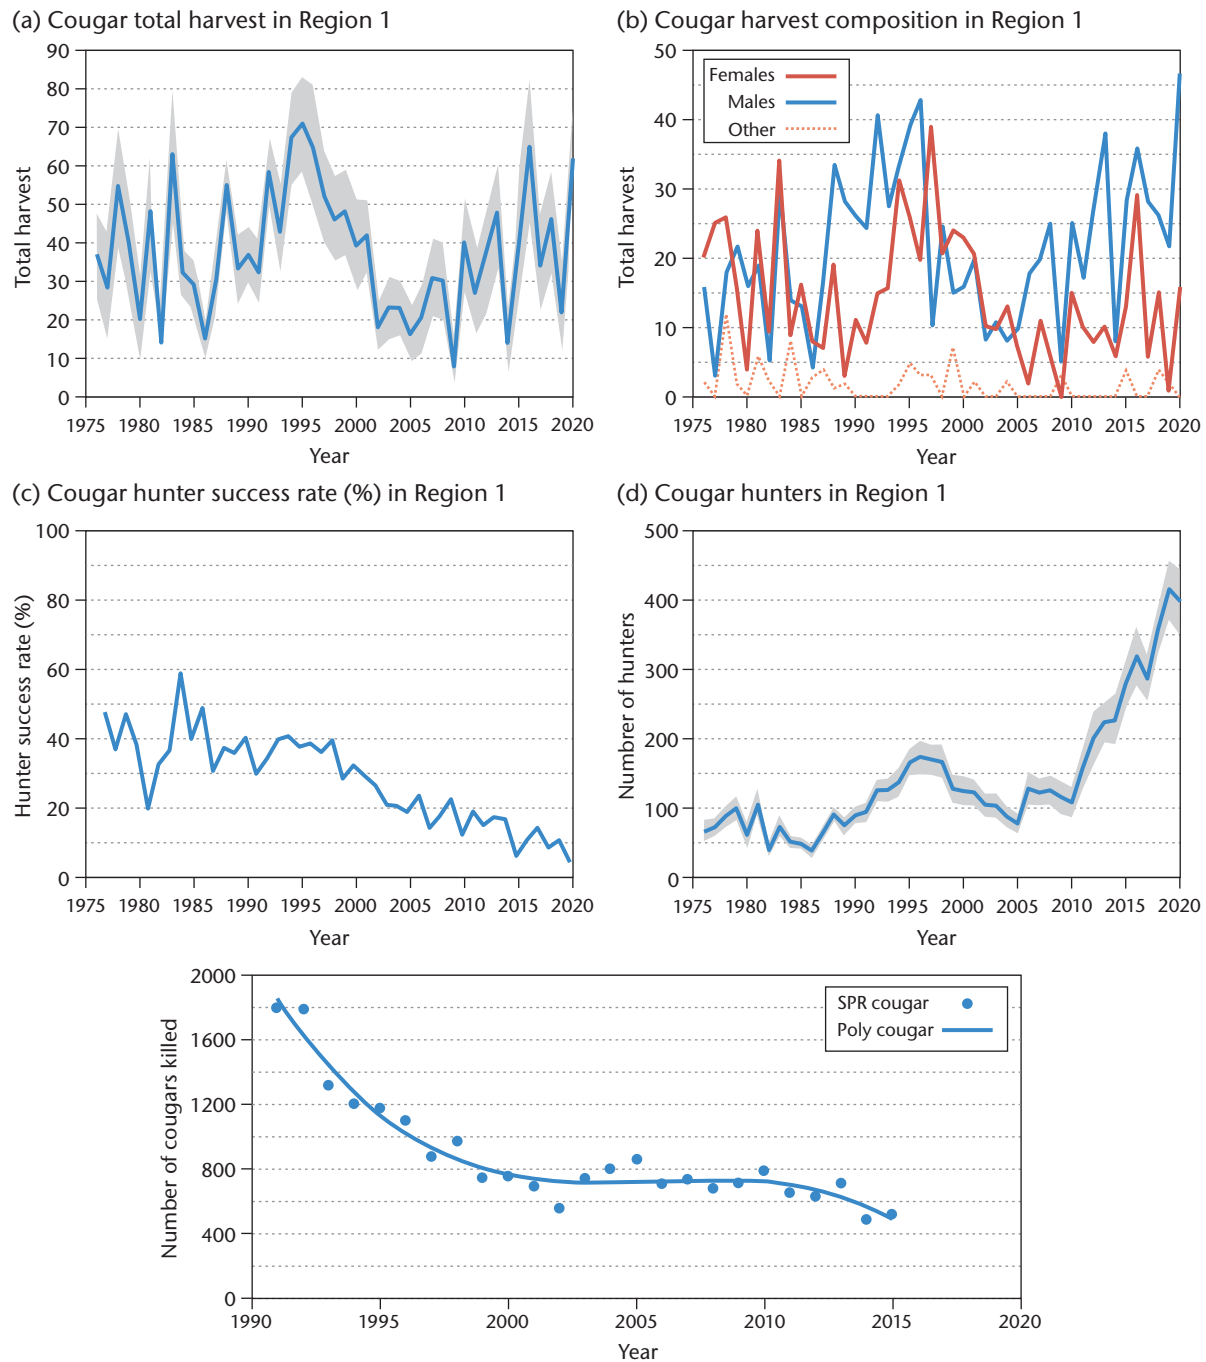 (a) Cougar total harvest in Region 1
90
80
70
60
50
40
30
20
10
0
Total harvest
1975 1980 1985 1990 1995 2000 2005 2010 2015 2020
Year
(b) Cougar harvest composition in Region 1
50
40
30
20
10
0
Total harvest
Females
Males
Other
1975 1980 1985 1990 1995 2000 2005 2010 2015 2020
Year
(c) Cougar hunter success rate (%) in Region 1
100
80
60
40
20
0
Hunter success rate (%)
1975 1980 1985 1990 1995 2000 2005 2010 2015 2020
Year
(d) Cougar hunters in Region 1
500
400
300
200
100
0
Numbrer of hunters
1975 1980 1985 1990 1995 2000 2005 2010 2015 2020
Year
2000
1600
1200
800
400
0
Number of cougars killed
SPR cougar
Poly cougar
1990 1995 2000 2005 2010 2015 2020
Year